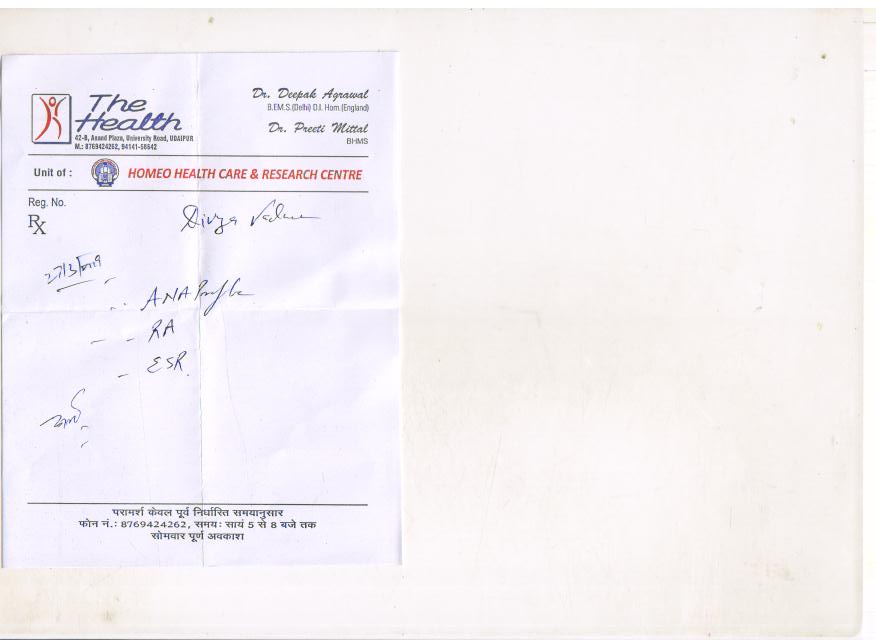 The
Health
42-B, Anand Plaza, University Road, UDAIPUR
M.: 8769424262, 94141-58642
Dr. Deepak Agrawal
B.EM.S.(Delhi) D.I. Hom.(England)
Dr. Preeti Mittal
BHMS
Unit of :
HOMEO HEALTH CARE & RESEARCH CENTRE
Reg. No.
Rx
Divya
27/3/2019
ANA Profile
RA
ESR
परामर्श केवल पूर्व निर्धारित समयानुसार
फोन नं.: 8769424262, समय: सायं 5 से 8 बजे तक
सोमवार पूर्ण अवकाश